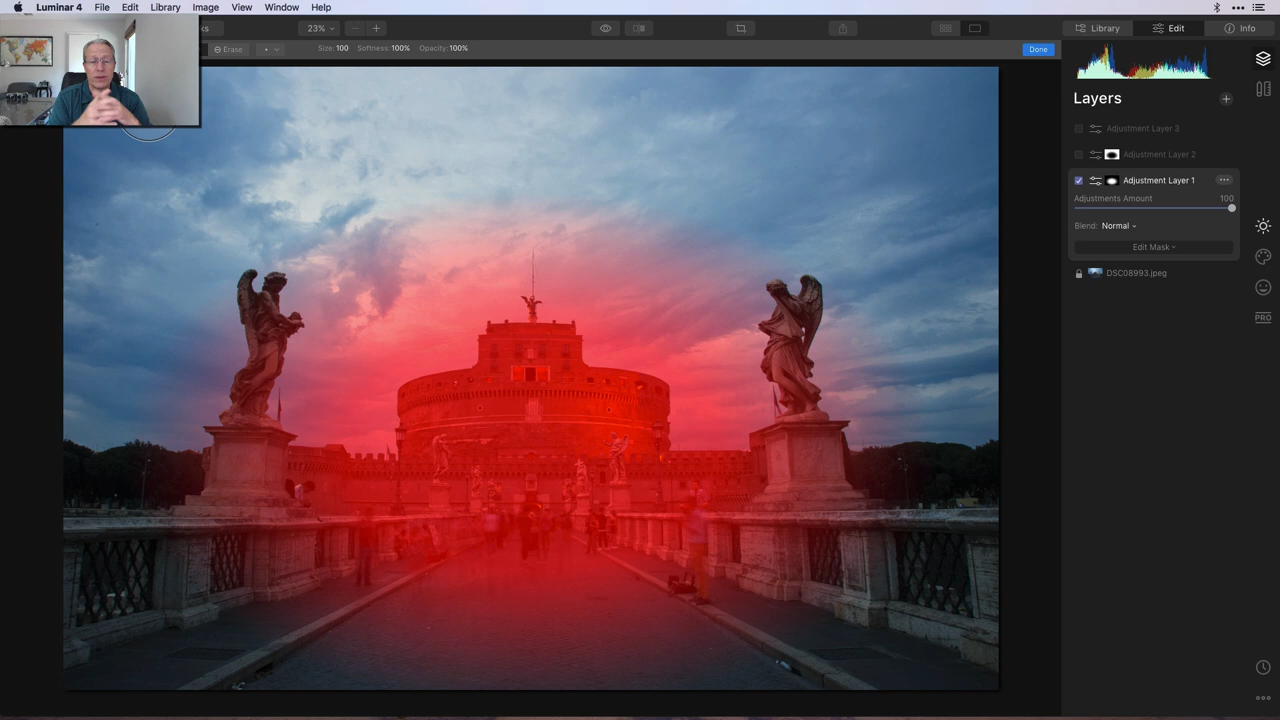 Luminar 4 File Edit Library Image View Window Help
ks 23% Library Edit Info
Erase Size: 100 Softness: 100% Opacity: 100% Done
Layers
Adjustment Layer 3
Adjustment Layer 2
Adjustment Layer 1
Adjustments Amount 100
Blend: Normal
Edit Mask
DSC08993.jpeg
PRO